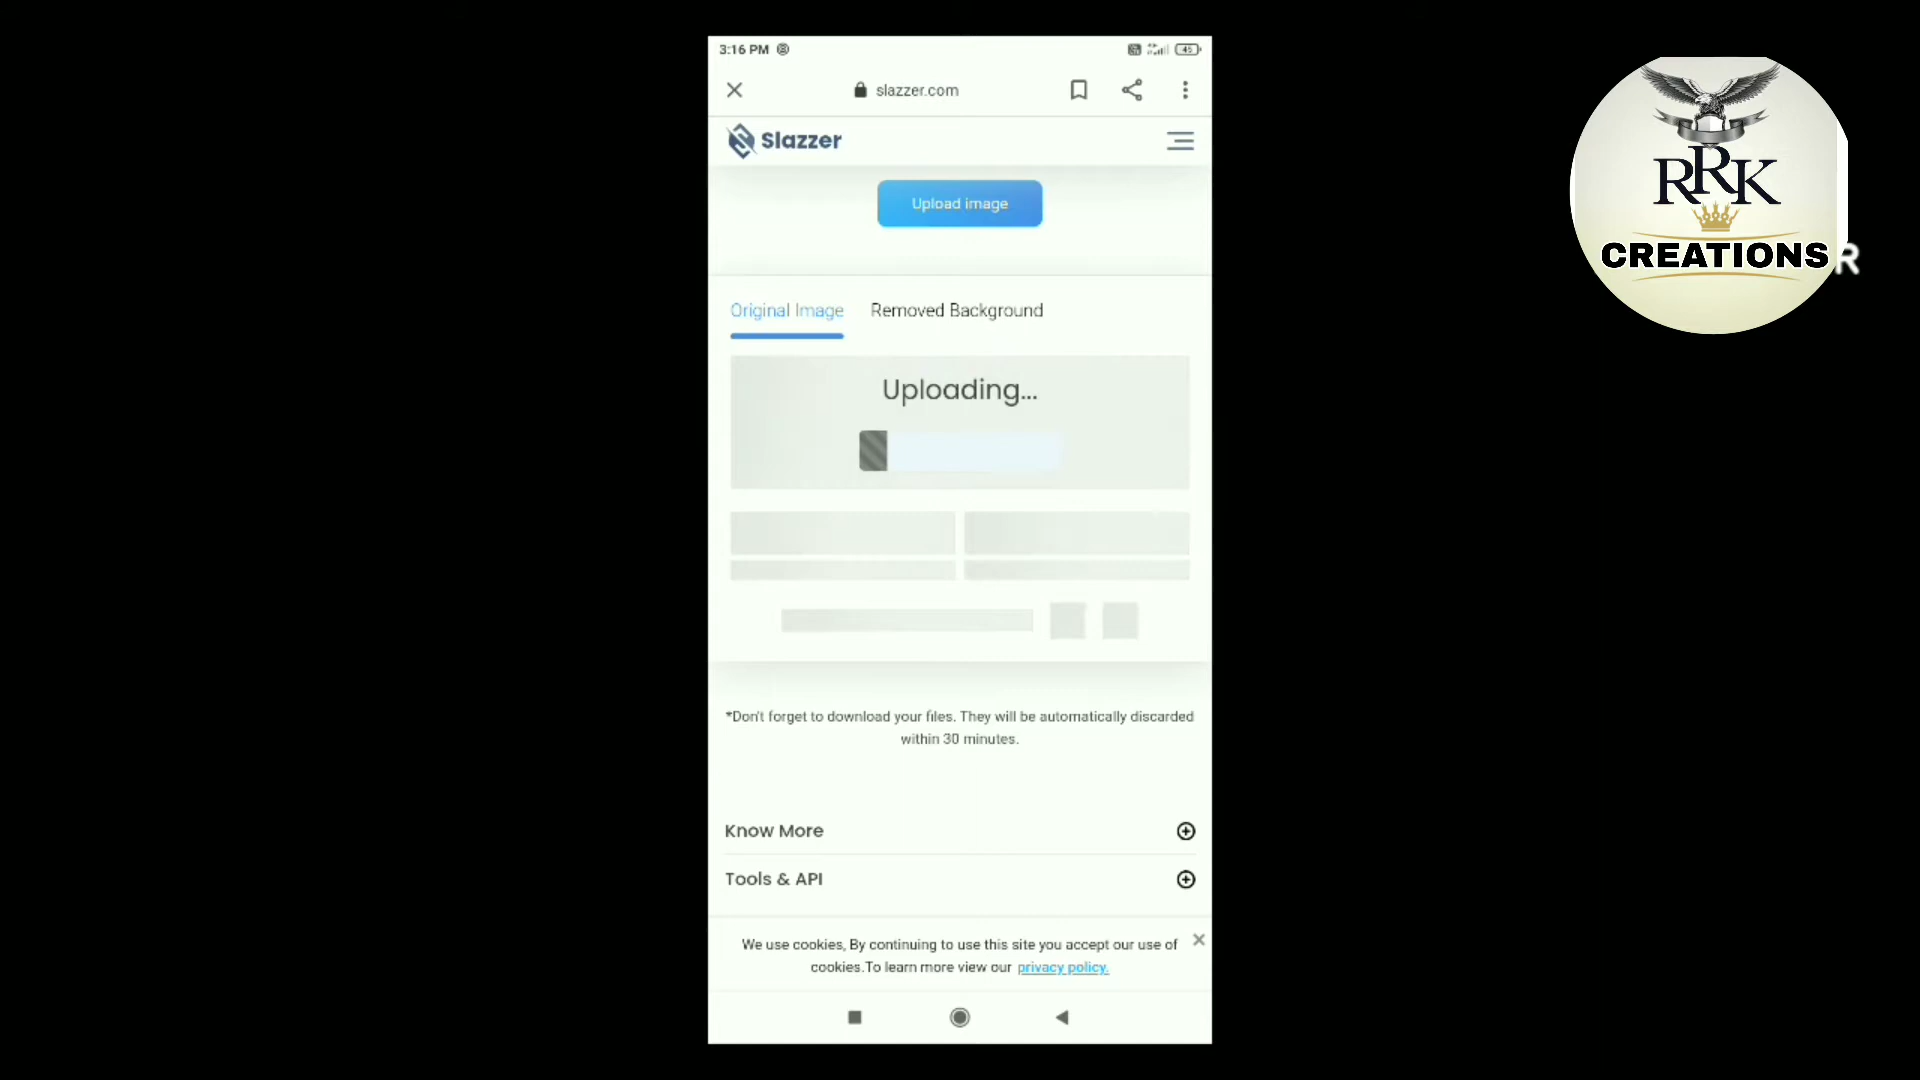 3:16 PM
45
slazzer.com
Slazzer
Upload image
Original Image
Removed Background
Uploading...
*Don't forget to download your files. They will be automatically discarded
within 30 minutes.
Know More
Tools & API
We use cookies, By continuing to use this site you accept our use of
cookies.To learn more view our privacy policy.
RRK
CREATIONS
R